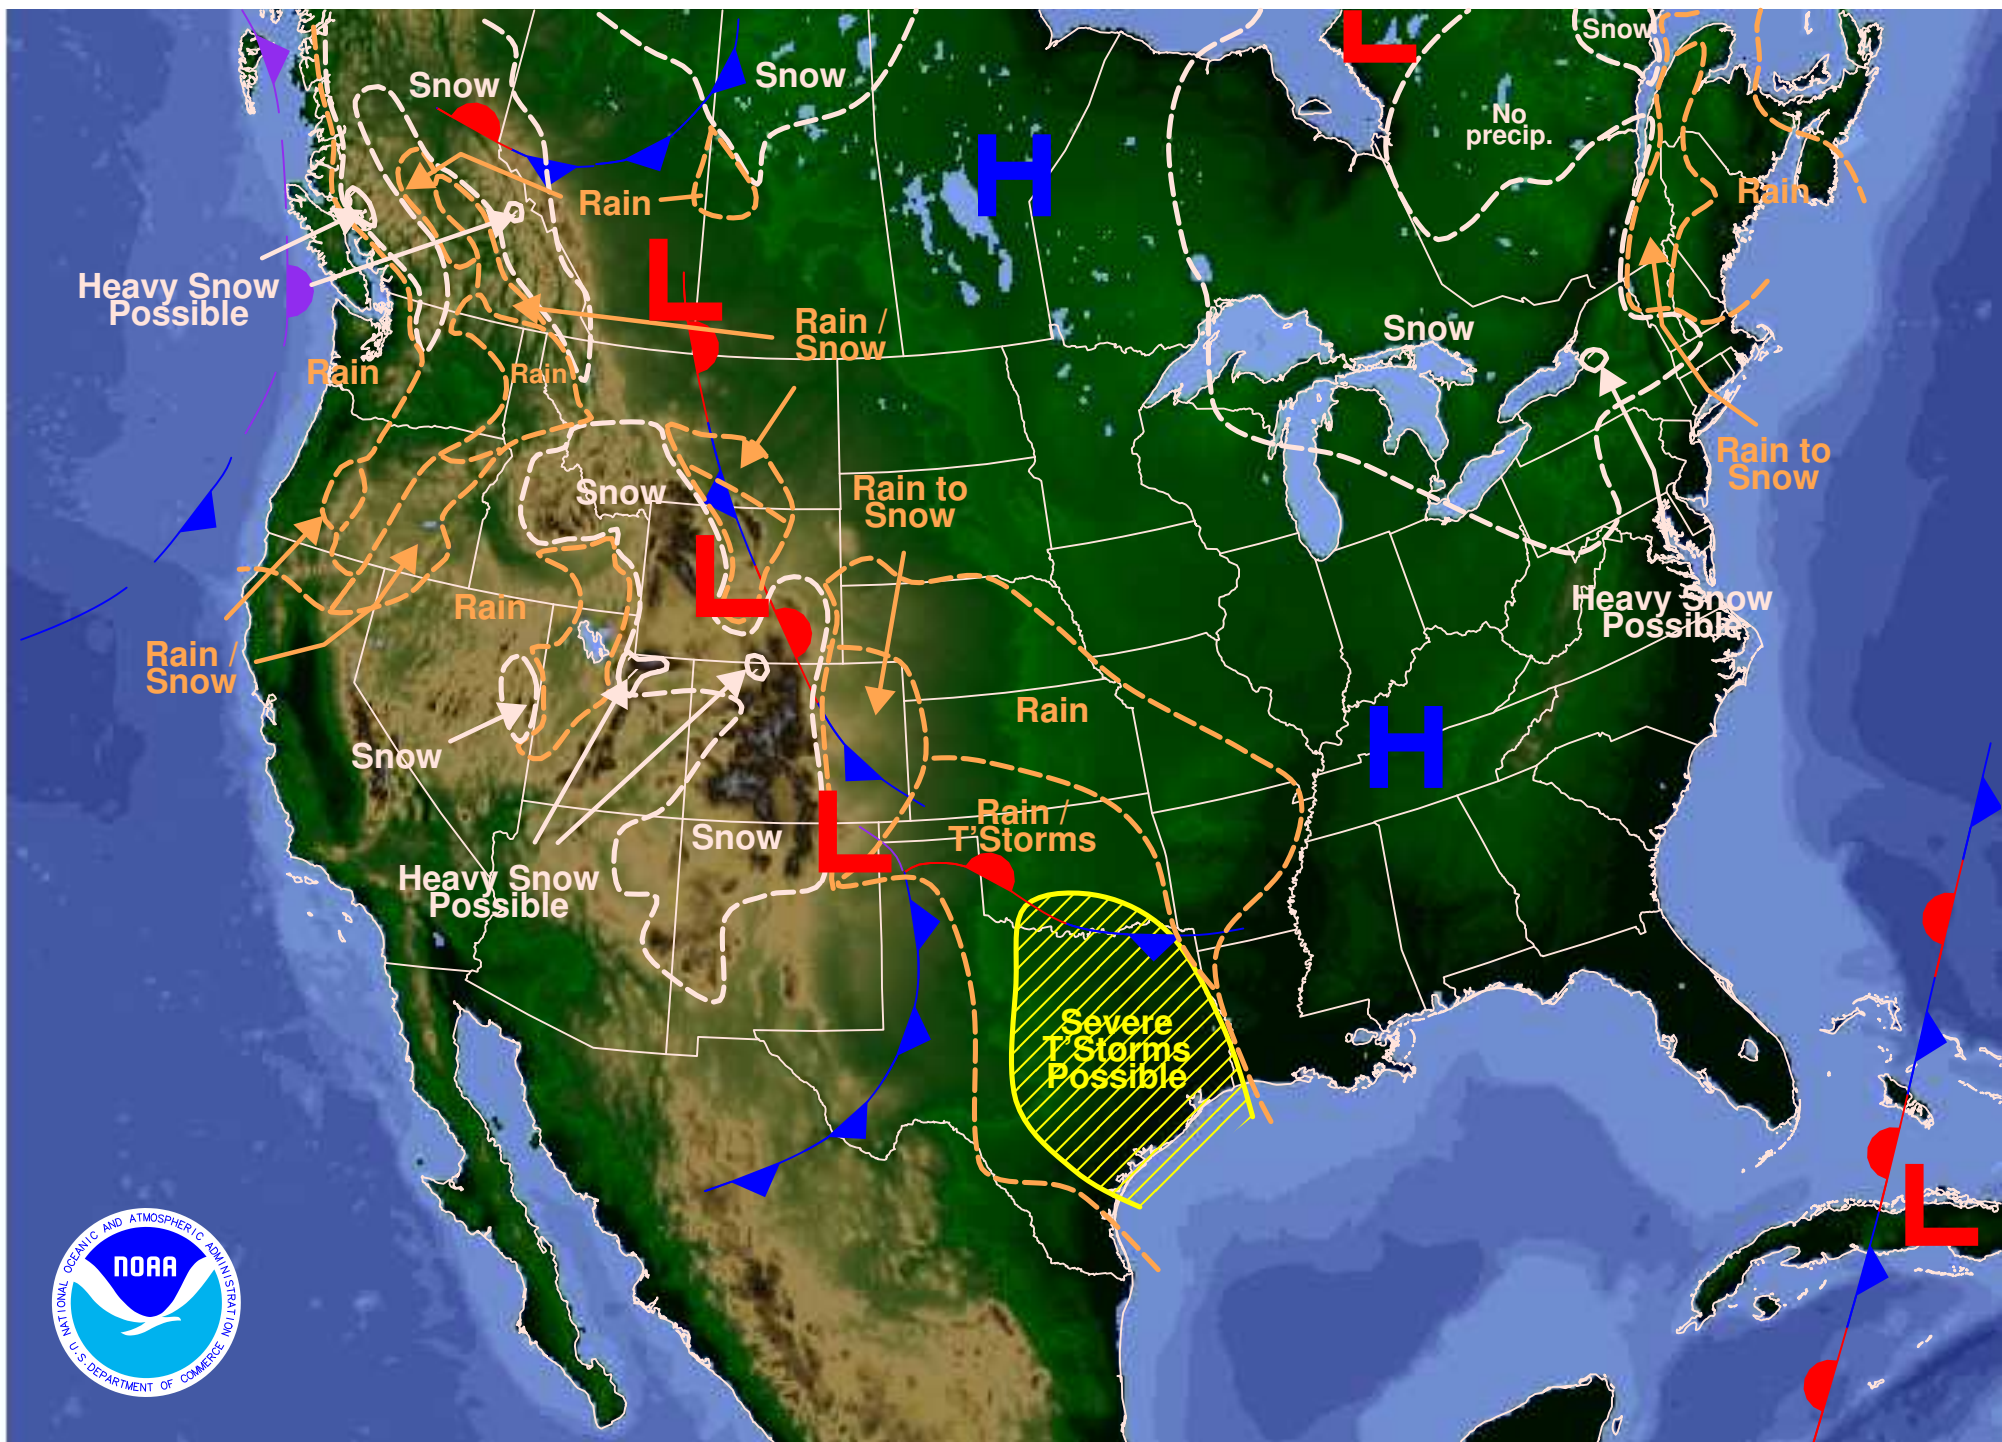 Snow
L
Snow
Snow
No
precip.
H
Rain
Rain
L
Heavy Snow
Possible
Rain /
Snow
Snow
Rain
Rain
Rain to
Snow
Snow
Rain to
Snow
L
Rain
Heavy Snow
Possible
Rain /
Snow
Rain
H
Snow
L
Rain /
T'Storms
Snow
Heavy Snow
Possible
Severe
T'Storms
Possible
L
NATIONAL OCEANIC AND ATMOSPHERIC ADMINISTRATION
NOAA
U.S. DEPARTMENT OF COMMERCE